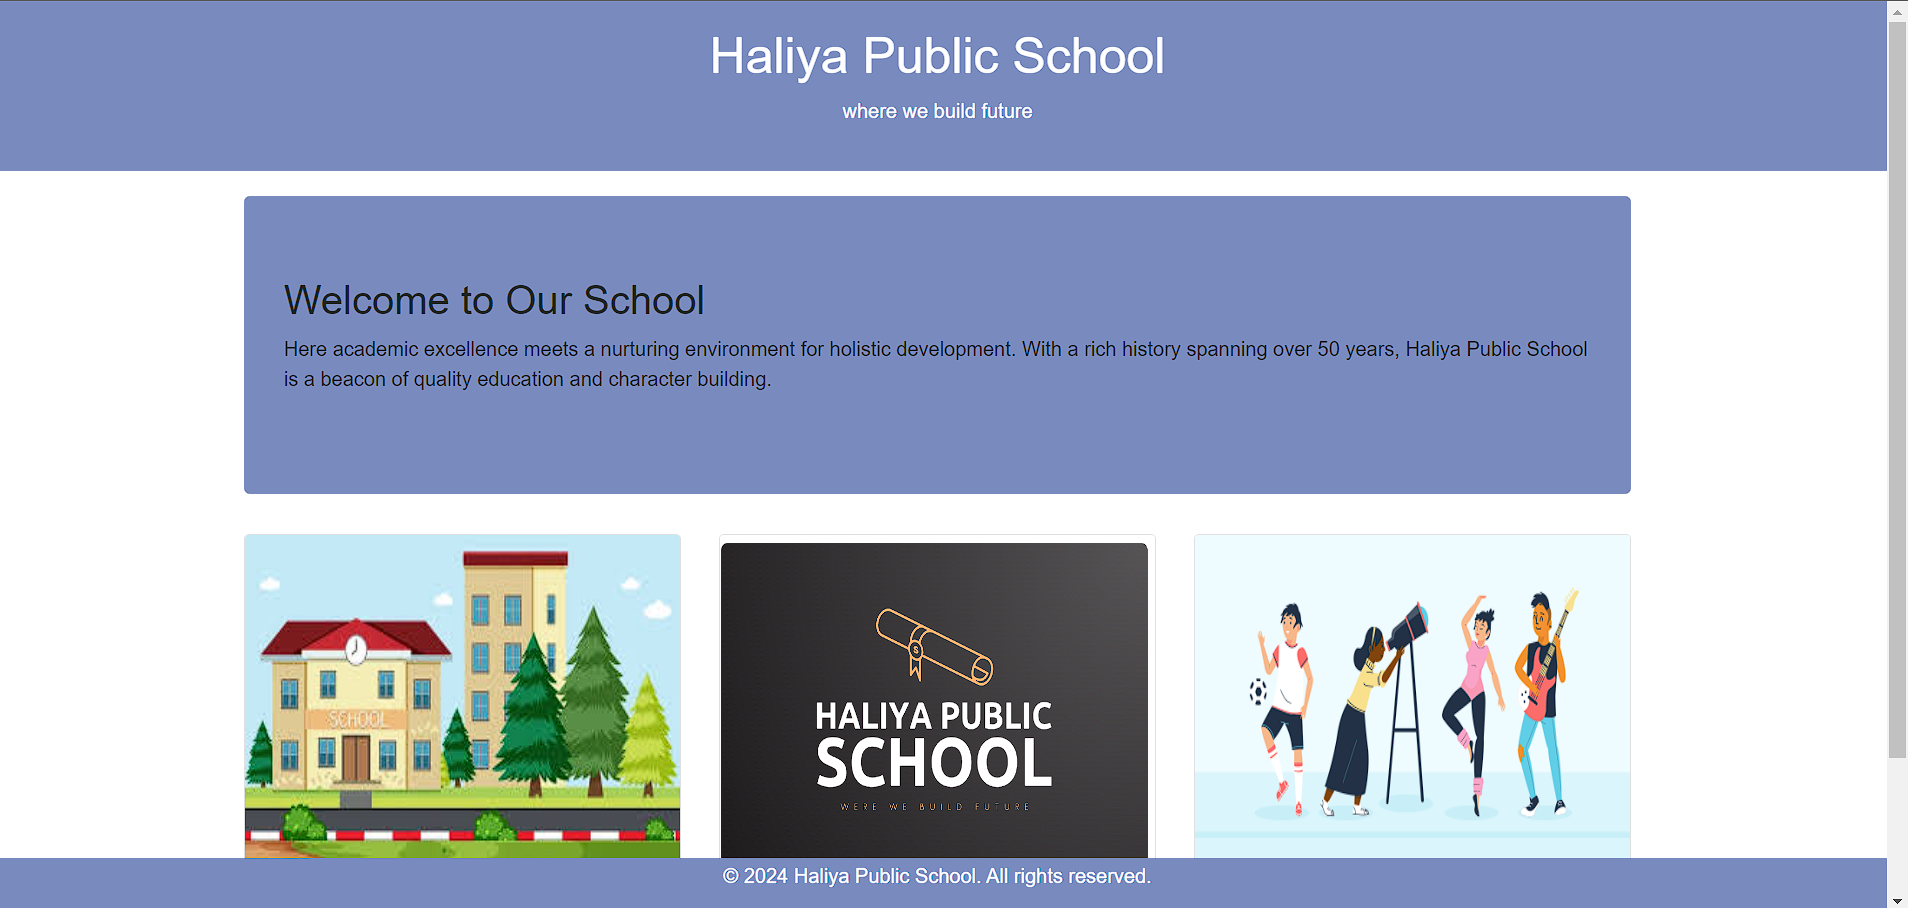 Haliya Public School
where we build future
Welcome to Our School
Here academic excellence meets a nurturing environment for holistic development. With a rich history spanning over 50 years, Haliya Public School
is a beacon of quality education and character building.
SCHOOL
HALIYA PUBLIC
SCHOOL
WERE WE BUILD FUTURE
© 2024 Haliya Public School. All rights reserved.